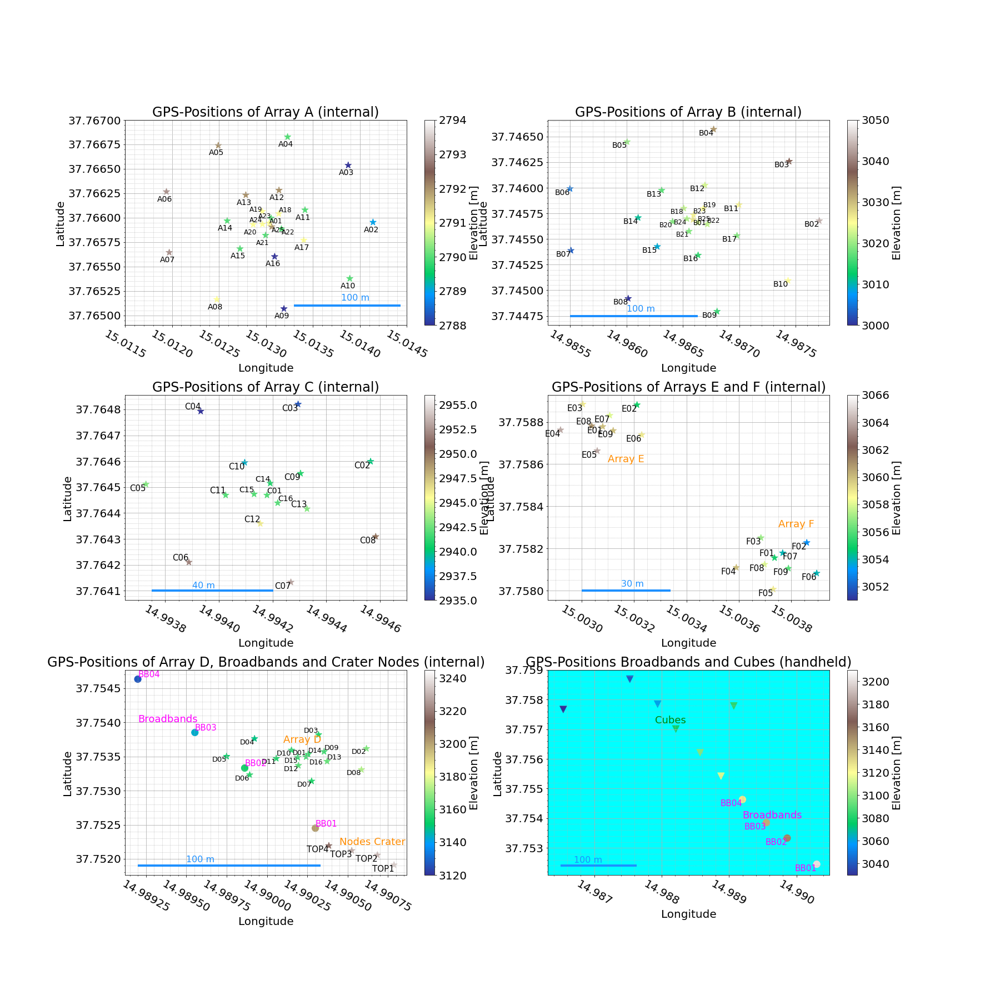 GPS-Positions of Array A (internal)
37.76700
37.76675
37.76650
37.76625
37.76600
37.76575
37.76550
37.76525
37.76500
Latitude
A04
A05
A03
A06
A12
A13
A19
A18
A23
A11
A24
A01
A14
A02
A20
A25
A22
A21
A17
A15
A07
A16
A10
A08
A09
100 m
15.0115
15.0120
15.0125
15.0130
15.0135
15.0140
15.0145
Longitude
2794
2793
2792
2791
2790
2789
2788
Elevation [m]
GPS-Positions of Array B (internal)
37.74650
37.74625
37.74600
37.74575
37.74550
37.74525
37.74500
37.74475
Latitude
B04
B05
B03
B06
B12
B13
B19
B11
B18
B23
B14
B25
B22
B24
B01
B20
B02
B21
B17
B15
B07
B16
B10
B08
B09
100 m
14.9855
14.9860
14.9865
14.9870
14.9875
Longitude
3050
3040
3030
3020
3010
3000
Elevation [m]
GPS-Positions of Array C (internal)
37.7648
37.7647
37.7646
37.7645
37.7644
37.7643
37.7642
37.7641
Latitude
C04
C03
C10
C02
C09
C14
C05
C11
C15
C01
C16
C13
C12
C08
C06
C07
40 m
14.9938
14.9940
14.9942
14.9944
14.9946
Longitude
2955.0
2952.5
2950.0
2947.5
2945.0
2942.5
2940.0
2937.5
2935.0
Elevation [m]
GPS-Positions of Arrays E and F (internal)
37.7588
37.7586
37.7584
37.7582
37.7580
Latitude
E03
E02
E07
E08
E01
E04
E09
E06
E05
Array E
Array F
F03
F02
F01
F07
F08
F04
F09
F06
F05
30 m
15.0030
15.0032
15.0034
15.0036
15.0038
Longitude
3066
3064
3062
3060
3058
3056
3054
3052
Elevation [m]
GPS-Positions of Array D, Broadbands and Crater Nodes (internal)
37.7545
37.7540
37.7535
37.7530
37.7525
37.7520
Latitude
BB04
Broadbands
BB03
D03
Array D
D04
D09
D14
D02
D10
D01
D13
D05
D11
D15
D16
BB02
D12
D08
D06
D07
BB01
Nodes Crater
TOP4
TOP3
TOP2
TOP1
100 m
14.98925
14.98950
14.98975
14.99000
14.99025
14.99050
14.99075
Longitude
3240
3220
3200
3180
3160
3140
3120
Elevation [m]
GPS-Positions Broadbands and Cubes (handheld)
37.759
37.758
37.757
37.756
37.755
37.754
37.753
Latitude
Cubes
BB04
Broadbands
BB03
BB02
BB01
100 m
14.987
14.988
14.989
14.990
Longitude
3200
3180
3160
3140
3120
3100
3080
3060
3040
Elevation [m]